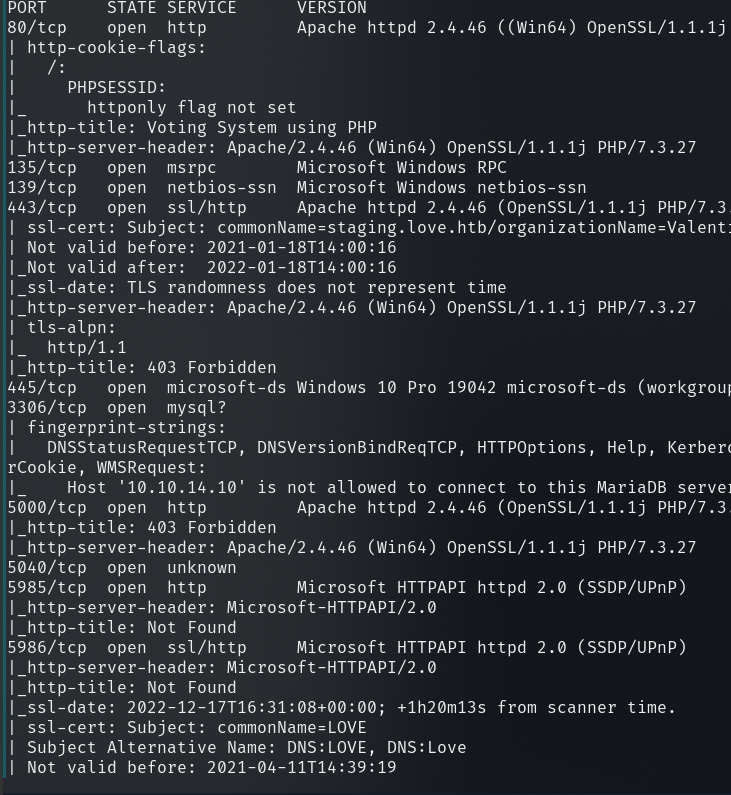 PORT      STATE SERVICE      VERSION
80/tcp    open  http         Apache httpd 2.4.46 ((Win64) OpenSSL/1.1.1j
| http-cookie-flags:
|   /:
|     PHPSESSID:
|_      httponly flag not set
|_http-title: Voting System using PHP
|_http-server-header: Apache/2.4.46 (Win64) OpenSSL/1.1.1j PHP/7.3.27
135/tcp   open  msrpc        Microsoft Windows RPC
139/tcp   open  netbios-ssn  Microsoft Windows netbios-ssn
443/tcp   open  ssl/http     Apache httpd 2.4.46 (OpenSSL/1.1.1j PHP/7.3.
| ssl-cert: Subject: commonName=staging.love.htb/organizationName=Valenti
| Not valid before: 2021-01-18T14:00:16
|_Not valid after:  2022-01-18T14:00:16
|_ssl-date: TLS randomness does not represent time
|_http-server-header: Apache/2.4.46 (Win64) OpenSSL/1.1.1j PHP/7.3.27
| tls-alpn:
|_  http/1.1
|_http-title: 403 Forbidden
445/tcp   open  microsoft-ds Windows 10 Pro 19042 microsoft-ds (workgroup
3306/tcp  open  mysql?
| fingerprint-strings:
|   DNSStatusRequestTCP, DNSVersionBindReqTCP, HTTPOptions, Help, Kerbero
rCookie, WMSRequest:
|_    Host '10.10.14.10' is not allowed to connect to this MariaDB server
5000/tcp  open  http         Apache httpd 2.4.46 (OpenSSL/1.1.1j PHP/7.3.
|_http-title: 403 Forbidden
|_http-server-header: Apache/2.4.46 (Win64) OpenSSL/1.1.1j PHP/7.3.27
5040/tcp  open  unknown
5985/tcp  open  http         Microsoft HTTPAPI httpd 2.0 (SSDP/UPnP)
|_http-server-header: Microsoft-HTTPAPI/2.0
|_http-title: Not Found
5986/tcp  open  ssl/http     Microsoft HTTPAPI httpd 2.0 (SSDP/UPnP)
|_http-server-header: Microsoft-HTTPAPI/2.0
|_http-title: Not Found
|_ssl-date: 2022-12-17T16:31:08+00:00; +1h20m13s from scanner time.
| ssl-cert: Subject: commonName=LOVE
| Subject Alternative Name: DNS:LOVE, DNS:Love
| Not valid before: 2021-04-11T14:39:19